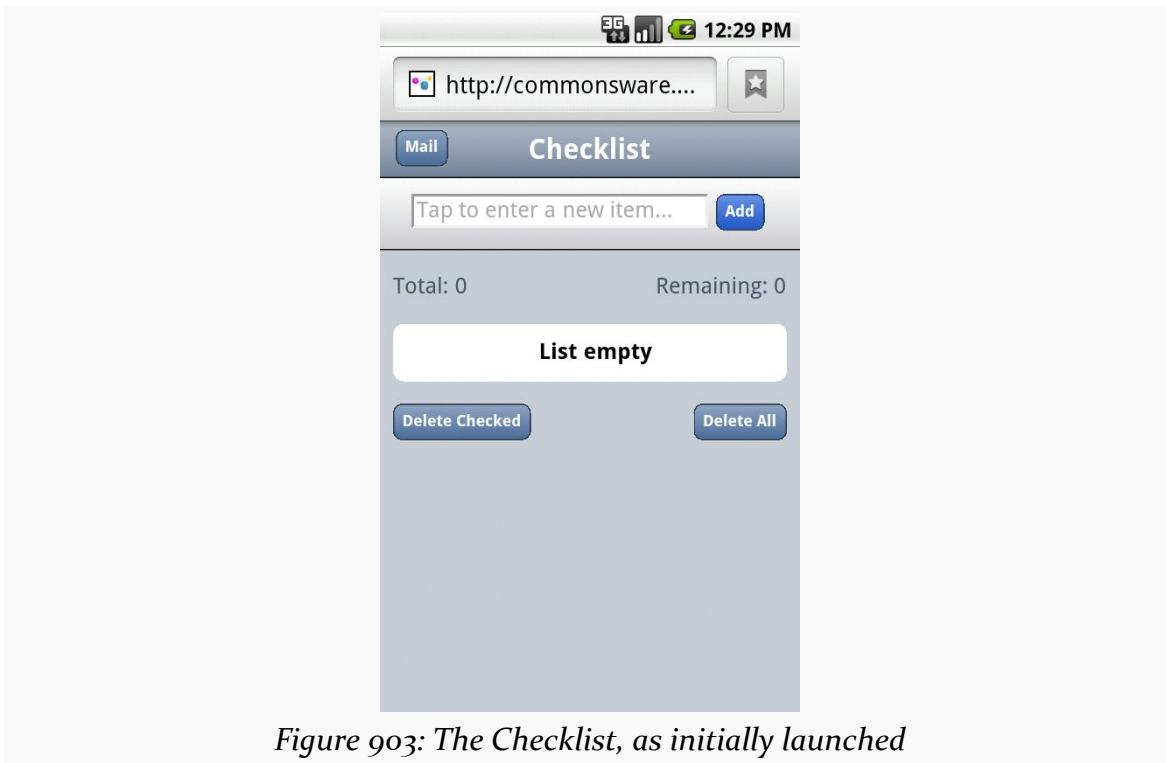 3G 12:29 PM
http://commonsware....
Mail Checklist
Tap to enter a new item... Add
Total: 0 Remaining: 0
List empty
Delete Checked Delete All
Figure 903: The Checklist, as initially launched